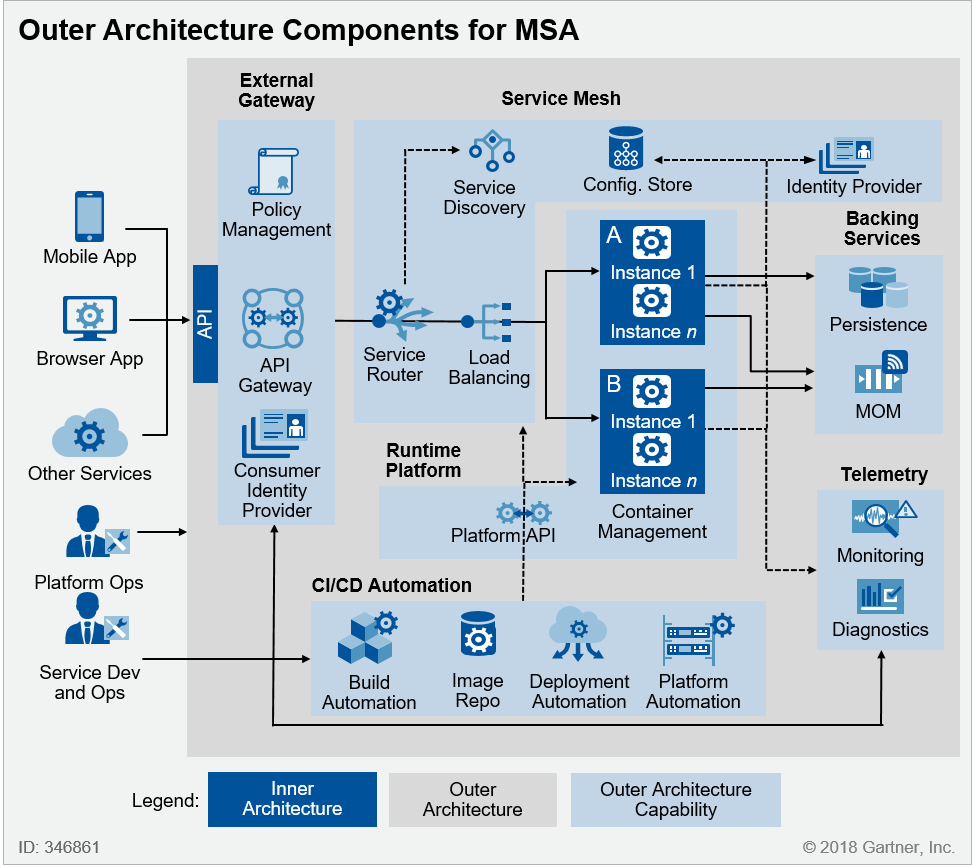 Outer Architecture Components for MSA
External
Gateway
Service Mesh
Policy
Management
Service
Discovery
Config. Store
Identity Provider
Mobile App
Browser App
Other Services
API
API
Gateway
Consumer
Identity
Provider
Service
Router
Load
Balancing
A
Instance 1
Instance n
B
Instance 1
Instance n
Container
Management
Backing
Services
Persistence
MOM
Runtime
Platform
Platform API
Telemetry
Monitoring
Diagnostics
Platform Ops
Service Dev
and Ops
CI/CD Automation
Build
Automation
Image
Repo
Deployment
Automation
Platform
Automation
Legend:
Inner
Architecture
Outer
Architecture
Outer Architecture
Capability
ID: 346861
© 2018 Gartner, Inc.